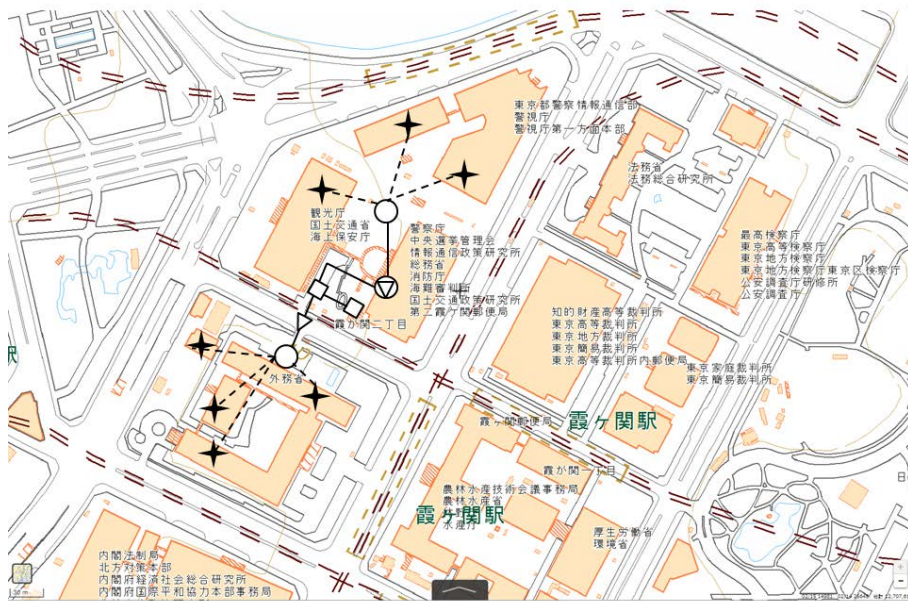 東京都警察情報通信部
警視庁
警視庁第一方面本部
法務省
法務総合研究所
観光庁
国土交通省
海上保安庁
警察庁
中央選挙管理会
情報通信政策研究所
総務省
消防庁
海難審判所
国土交通政策研究所
第二霞ケ関郵便局
最高検察庁
東京高等検察庁
東京地方検察庁
東京地方検察庁東京区検察庁
公安調査庁研修所
公安調査庁
霞が関二丁目
知的財産高等裁判所
東京高等裁判所
東京地方裁判所
東京簡易裁判所
東京高等裁判所内郵便局
東京家庭裁判所
東京簡易裁判所
駅
外務省
霞ヶ関郵便局
霞ヶ関駅
霞が関一丁目
農林水産技術会議事務局
農林水産省
水産庁
霞ヶ関駅
厚生労働省
環境省
日
内閣法制局
北方対策本部
内閣府経済社会総合研究所
内閣府国際平和協力本部事務局